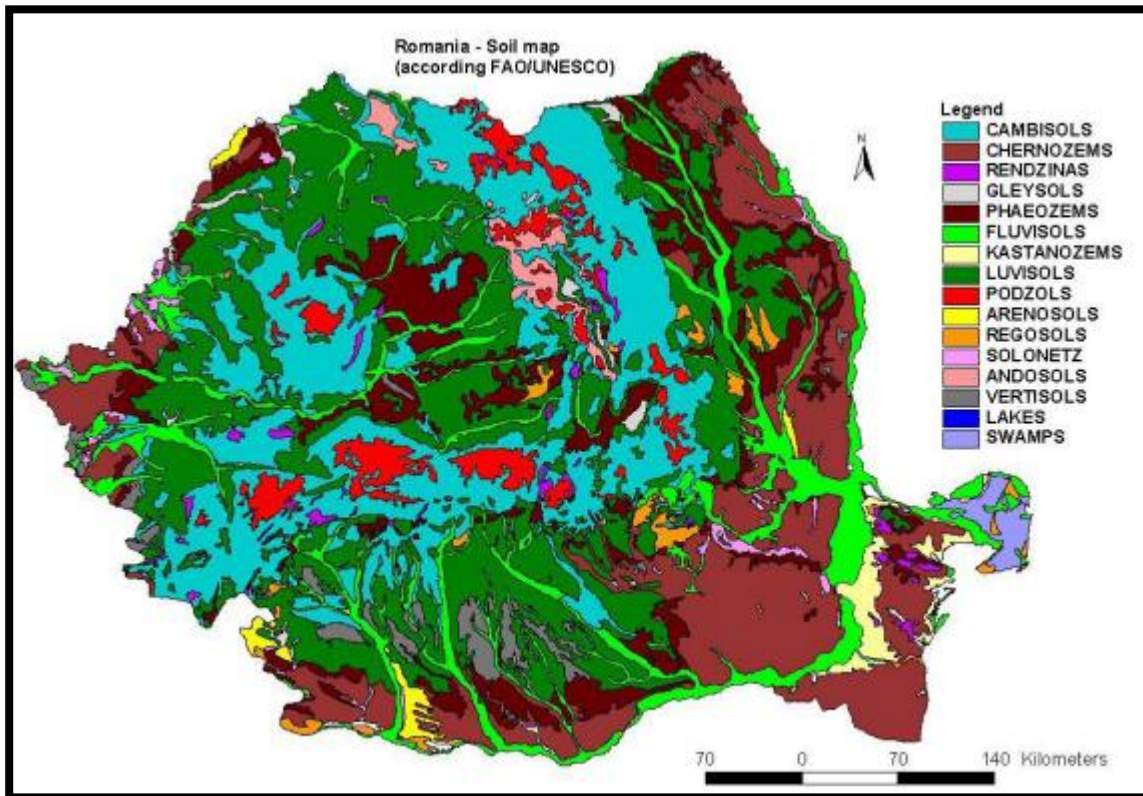 Romania - Soil map
(according FAO/UNESCO)
Legend
CAMBISOLS
CHERNOZEMS
RENDZINAS
GLEYSOLS
PHAEOZEMS
FLUVISOLS
KASTANOZEMS
LUVISOLS
PODZOLS
ARENOSOLS
REGOSOLS
SOLONETZ
ANDOSOLS
VERTISOLS
LAKES
SWAMPS
N
70 0 70 140 Kilometers